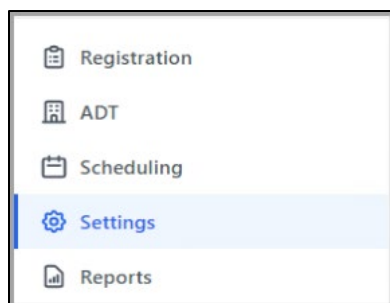 Registration
ADT
Scheduling
Settings
Reports